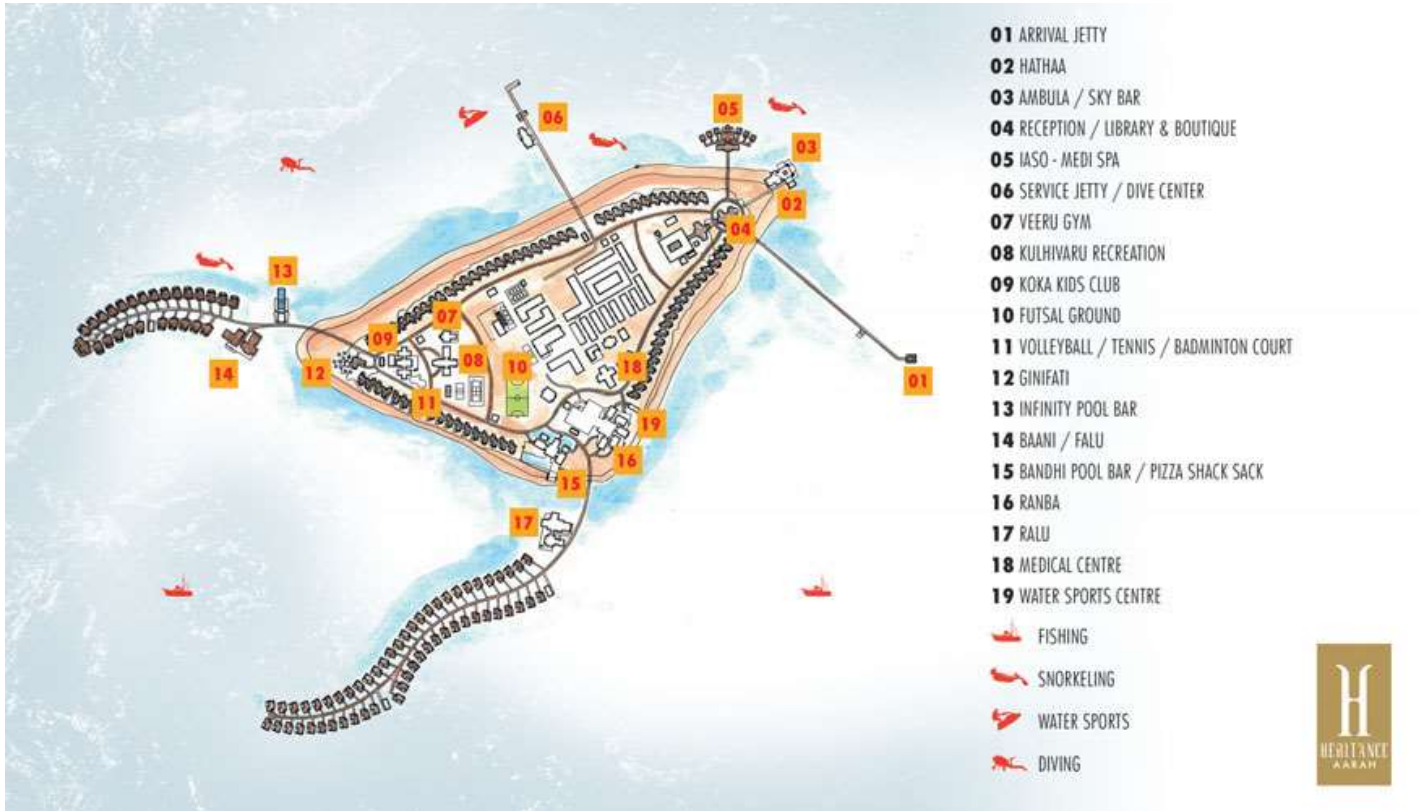 01 ARRIVAL JETTY
02 HATHAA
03 AMBULA / SKY BAR
04 RECEPTION / LIBRARY & BOUTIQUE
05 IASO - MEDI SPA
06 SERVICE JETTY / DIVE CENTER
07 VEERU GYM
08 KULHIVARU RECREATION
09 KOKA KIDS CLUB
10 FUTSAL GROUND
11 VOLLEYBALL / TENNIS / BADMINTON COURT
12 GINIFATI
13 INFINITY POOL BAR
14 BAANI / FALU
15 BANDHI POOL BAR / PIZZA SHACK SACK
16 RANBA
17 RALU
18 MEDICAL CENTRE
19 WATER SPORTS CENTRE
FISHING
SNORKELING
WATER SPORTS
DIVING
H
HERITANCE
AARAH
05
06
03
02
04
13
07
09
08
10
18
14
12
11
01
19
16
15
17